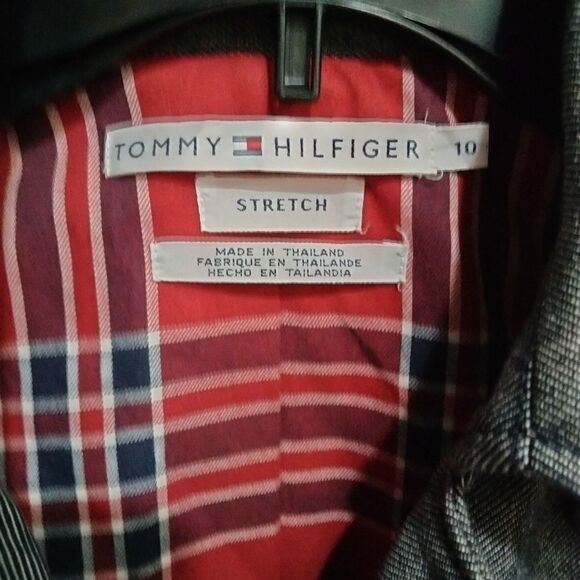 TOMMY HILFIGER 10
STRETCH
MADE IN THAILAND
FABRIQUE EN THAILANDE
HECHO EN TAILANDIA